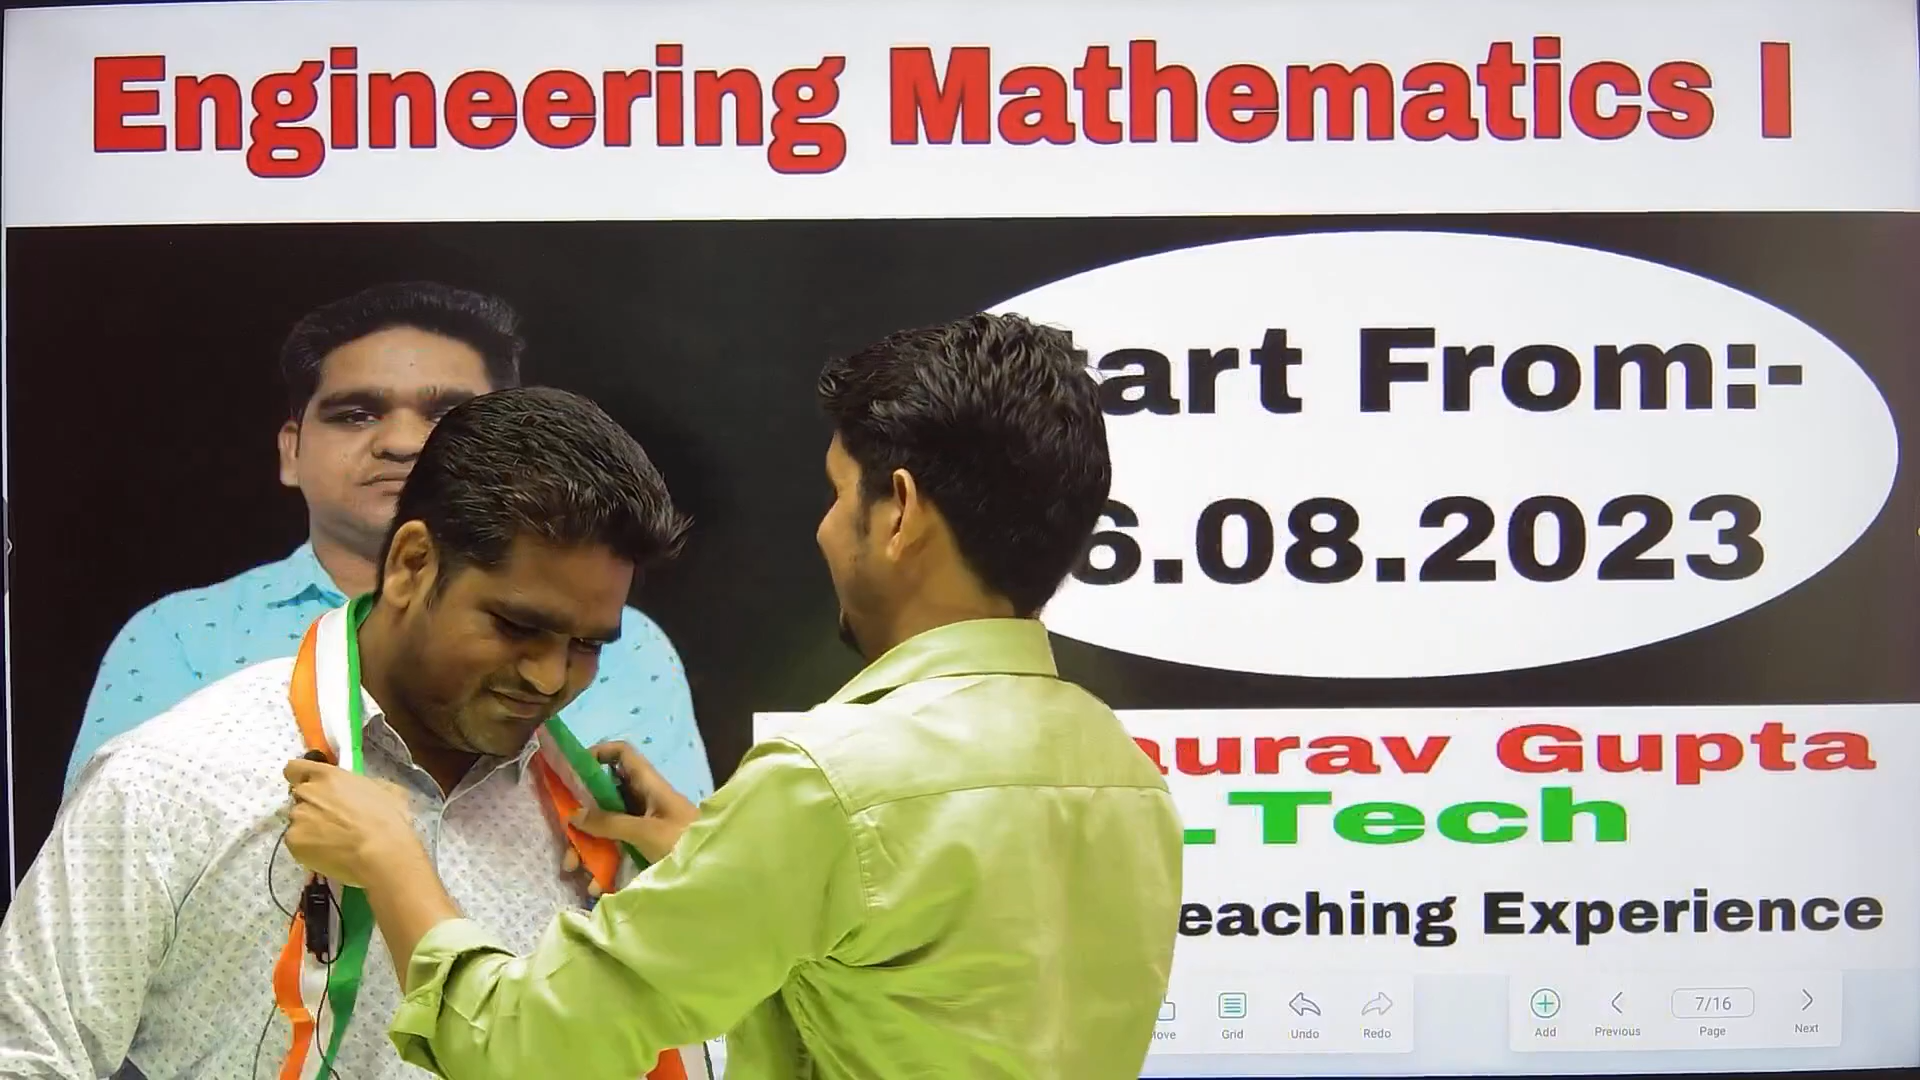 Engineering Mathematics I
art From:-
6.08.2023
aurav Gupta
.Tech
eaching Experience
Grid Undo Redo Add Previous 7/16 Page Next